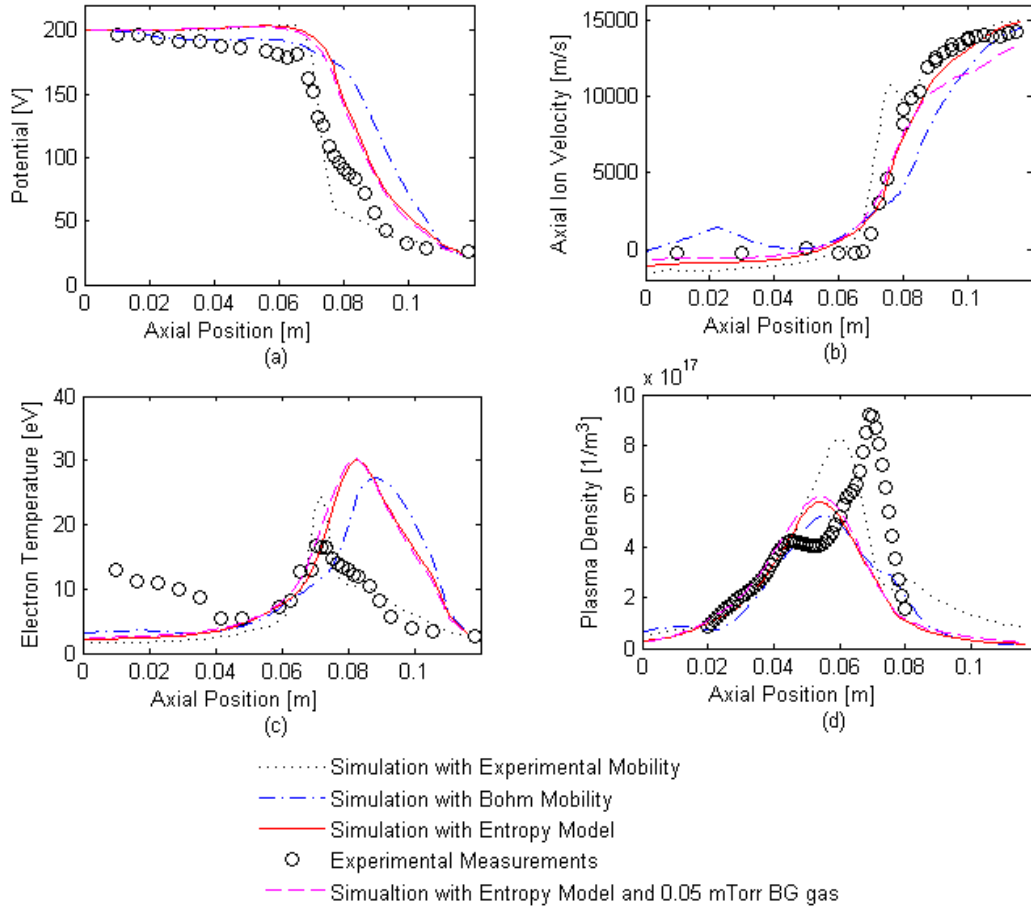 200
150
100
50
0
Potential [V]
0 0.02 0.04 0.06 0.08 0.1
Axial Position [m]
(a)
15000
10000
5000
0
Axial Ion Velocity [m/s]
0 0.02 0.04 0.06 0.08 0.1
Axial Position [m]
(b)
40
30
20
10
0
Electron Temperature [eV]
0 0.02 0.04 0.06 0.08 0.1
Axial Position [m]
(c)
x 10^17
10
8
6
4
2
0
Plasma Density [1/m^3]
0 0.02 0.04 0.06 0.08 0.1
Axial Position [m]
(d)
Simulation with Experimental Mobility
Simulation with Bohm Mobility
Simulation with Entropy Model
Experimental Measurements
Simualtion with Entropy Model and 0.05 mTorr BG gas